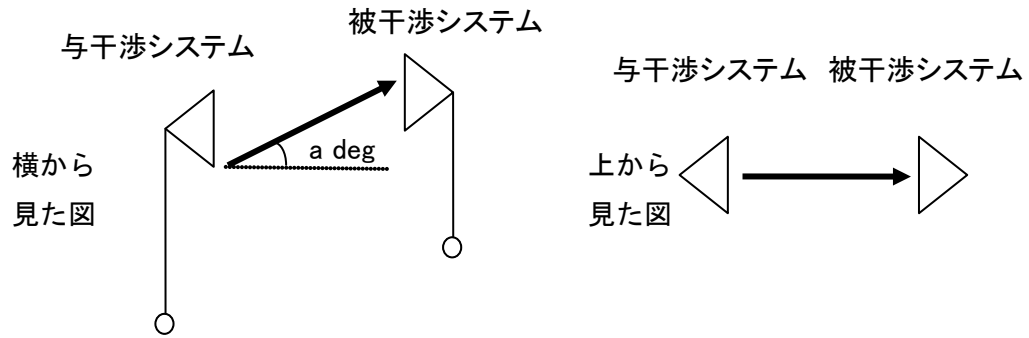 与干渉システム
被干渉システム
a deg
横から
見た図
与干渉システム 被干渉システム
上から
見た図